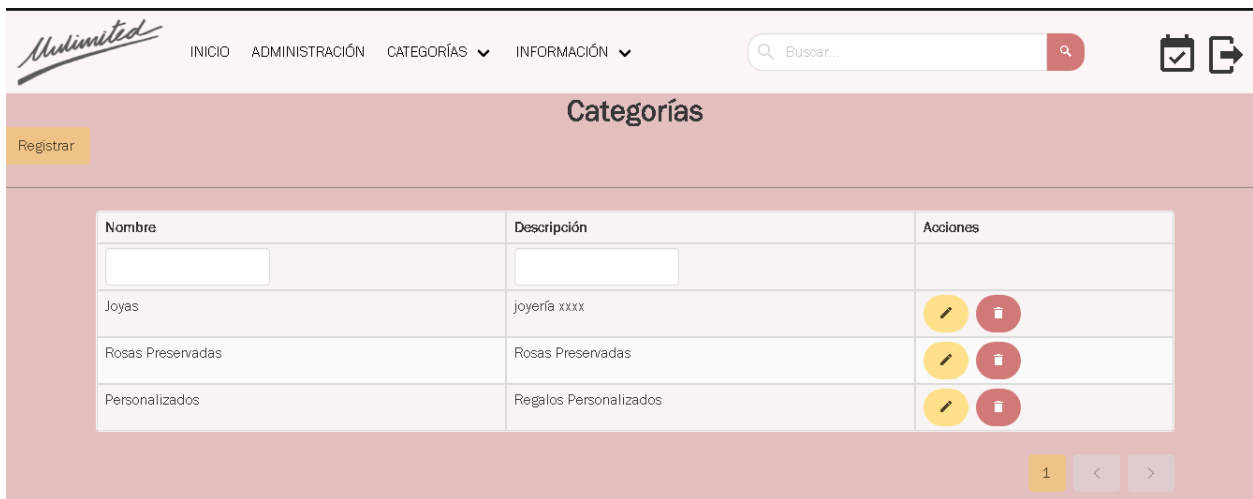 Unlimited
INICIO ADMINISTRACIÓN CATEGORÍAS INFORMACIÓN Buscar...
Categorías
Registrar
Nombre Descripción Acciones
Joyas joyería xxxx
Rosas Preservadas Rosas Preservadas
Personalizados Regalos Personalizados
1 < >